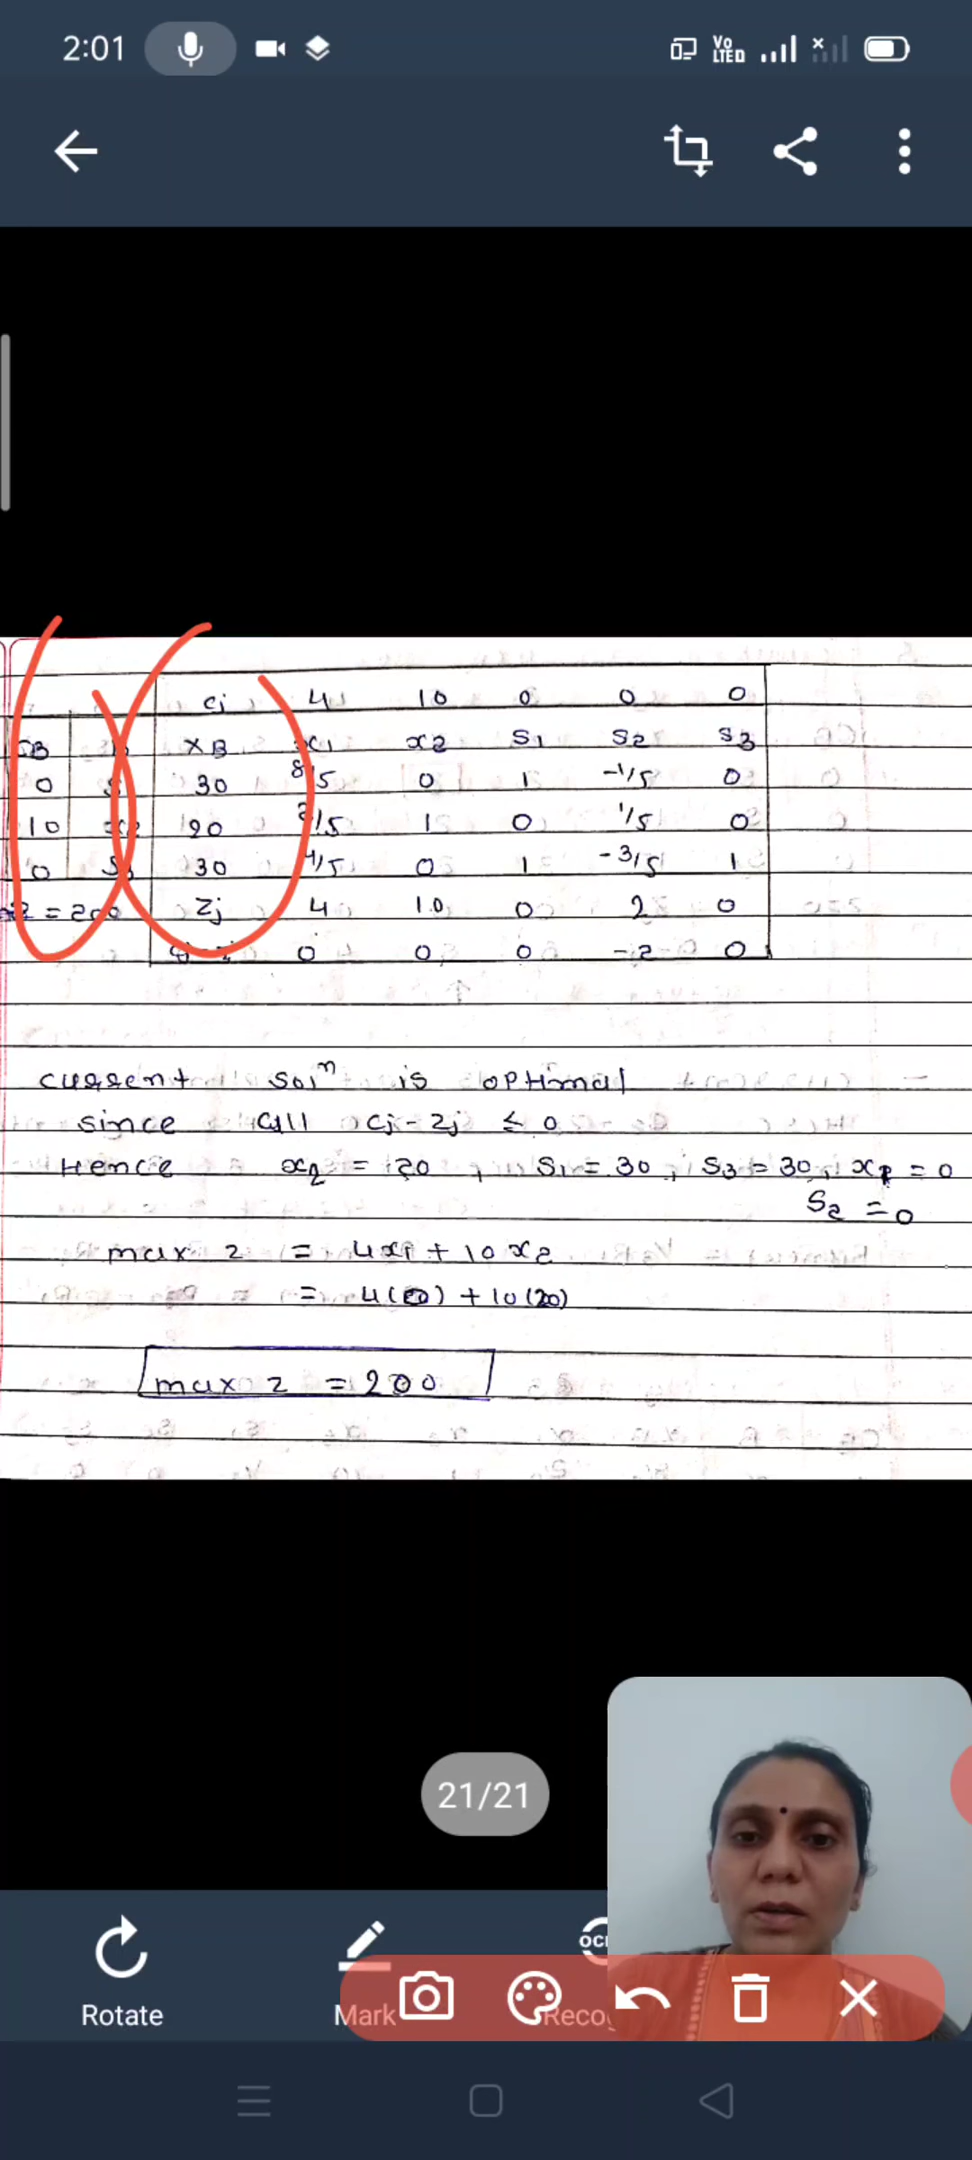 2:01
Vo LTE
Cj 4 10 0 0 0
XB x1 x2 S1 S2 S3
0 30 8/5 0 1 -1/5 0
10 20 2/5 1 0 1/5 0
0 30 4/5 0 1 -3/5 1
= 200 Zj 4 10 0 2 0
0 0 0 -2 0
current solⁿ is optimal
since all cj - zj ≤ 0
Hence x2 = 20 , S1 = 30 , S3 = 30, x1 = 0
S2 = 0
max z = 4x1 + 10x2
= 4(0) + 10(20)
max z = 200
21/21
Rotate
Mark